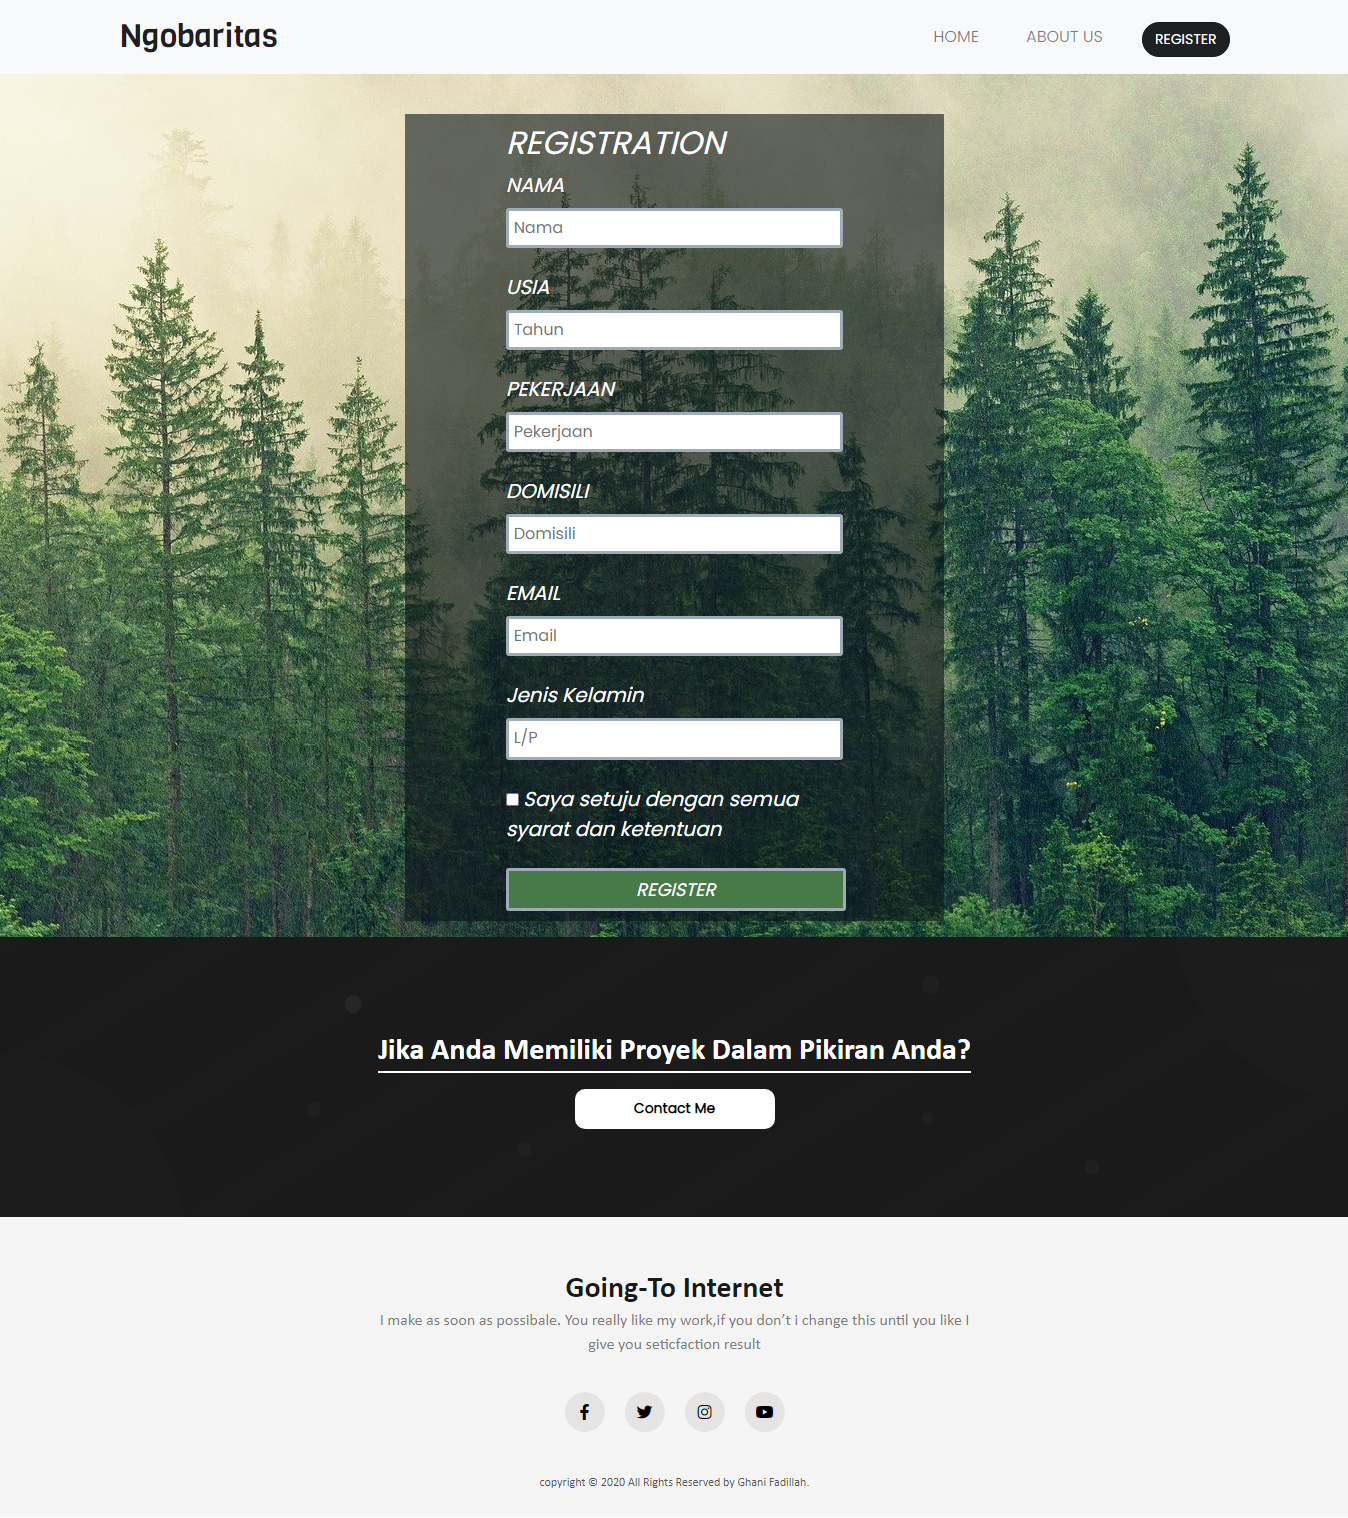 Ngobaritas
HOME
ABOUT US
REGISTER
REGISTRATION
NAMA
Nama
USIA
Tahun
PEKERJAAN
Pekerjaan
DOMISILI
Domisili
EMAIL
Email
Jenis Kelamin
L/P
Saya setuju dengan semua
syarat dan ketentuan
REGISTER
Jika Anda Memiliki Proyek Dalam Pikiran Anda?
Contact Me
Going-To Internet
I make as soon as possibale. You really like my work,if you don’t i change this until you like I
give you seticfaction result
copyright © 2020 All Rights Reserved by Ghani Fadillah.